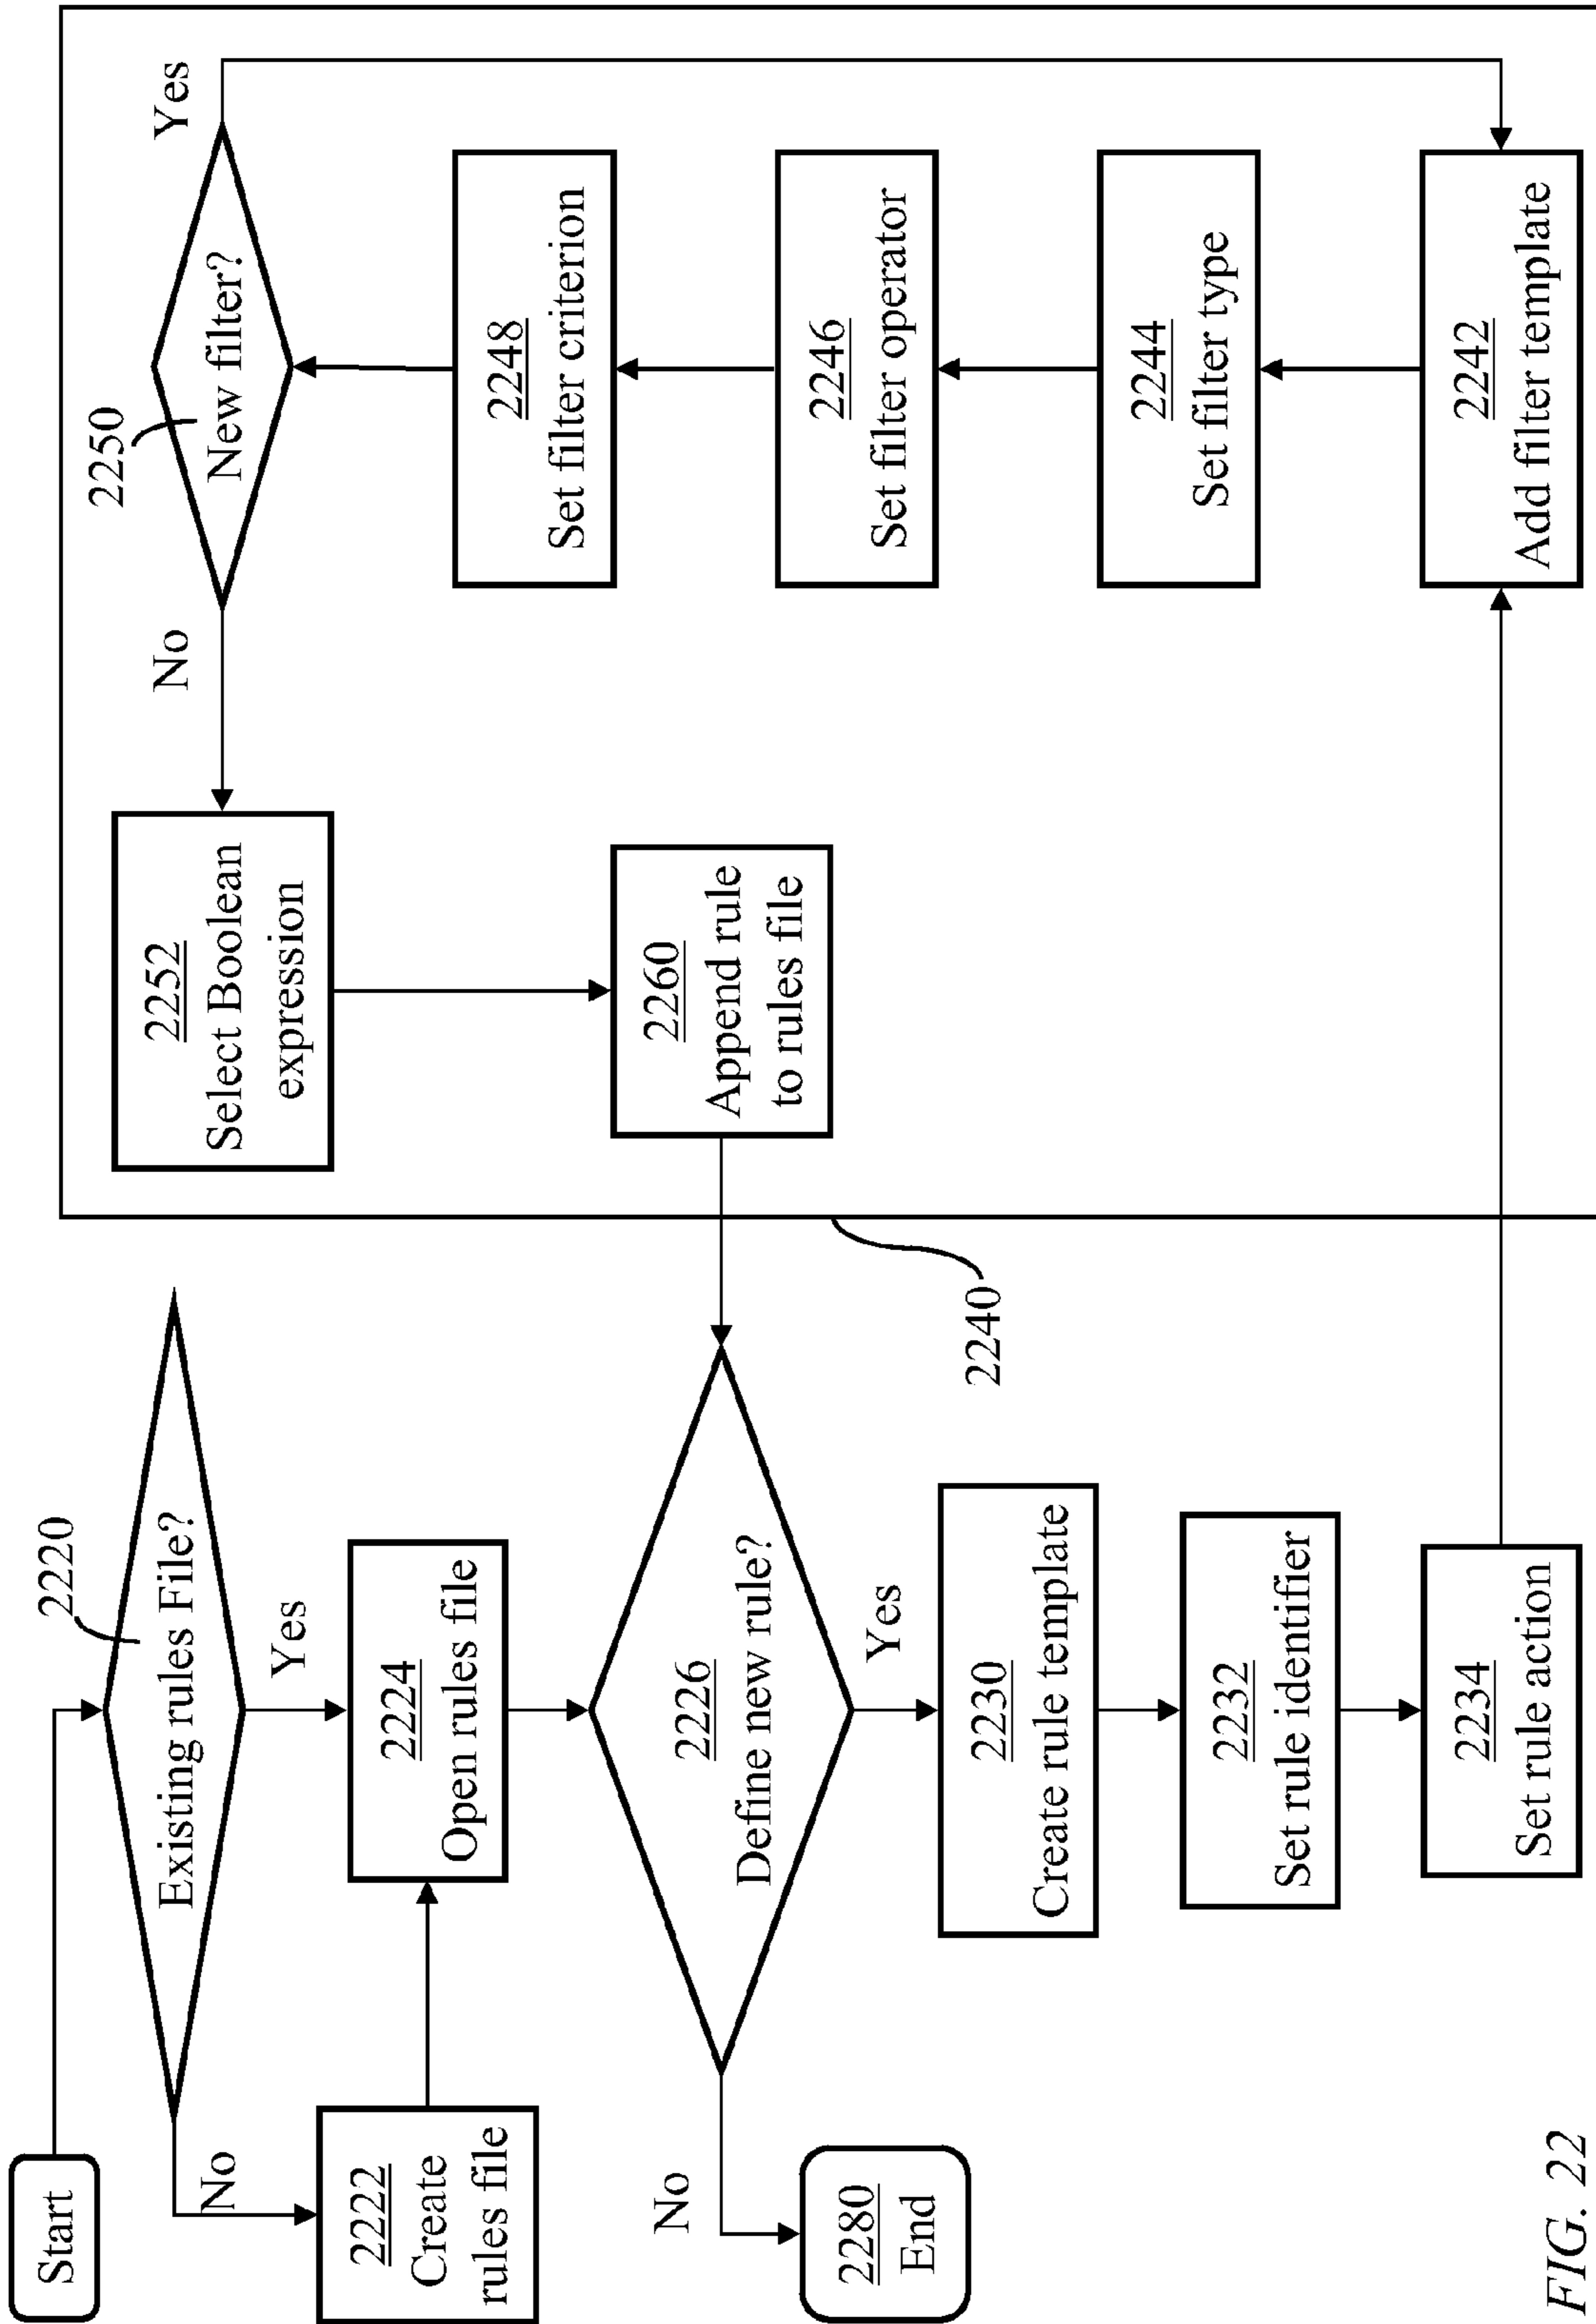 Start
2220
Existing rules File?
No
Yes
2222
Create
rules file
2224
Open rules file
2226
Define new rule?
No
Yes
2280
End
2230
Create rule template
2232
Set rule identifier
2234
Set rule action
2240
2252
Select Boolean
expression
2260
Append rule
to rules file
No
2250
New filter?
Yes
2248
Set filter criterion
2246
Set filter operator
2244
Set filter type
2242
Add filter template
FIG. 22